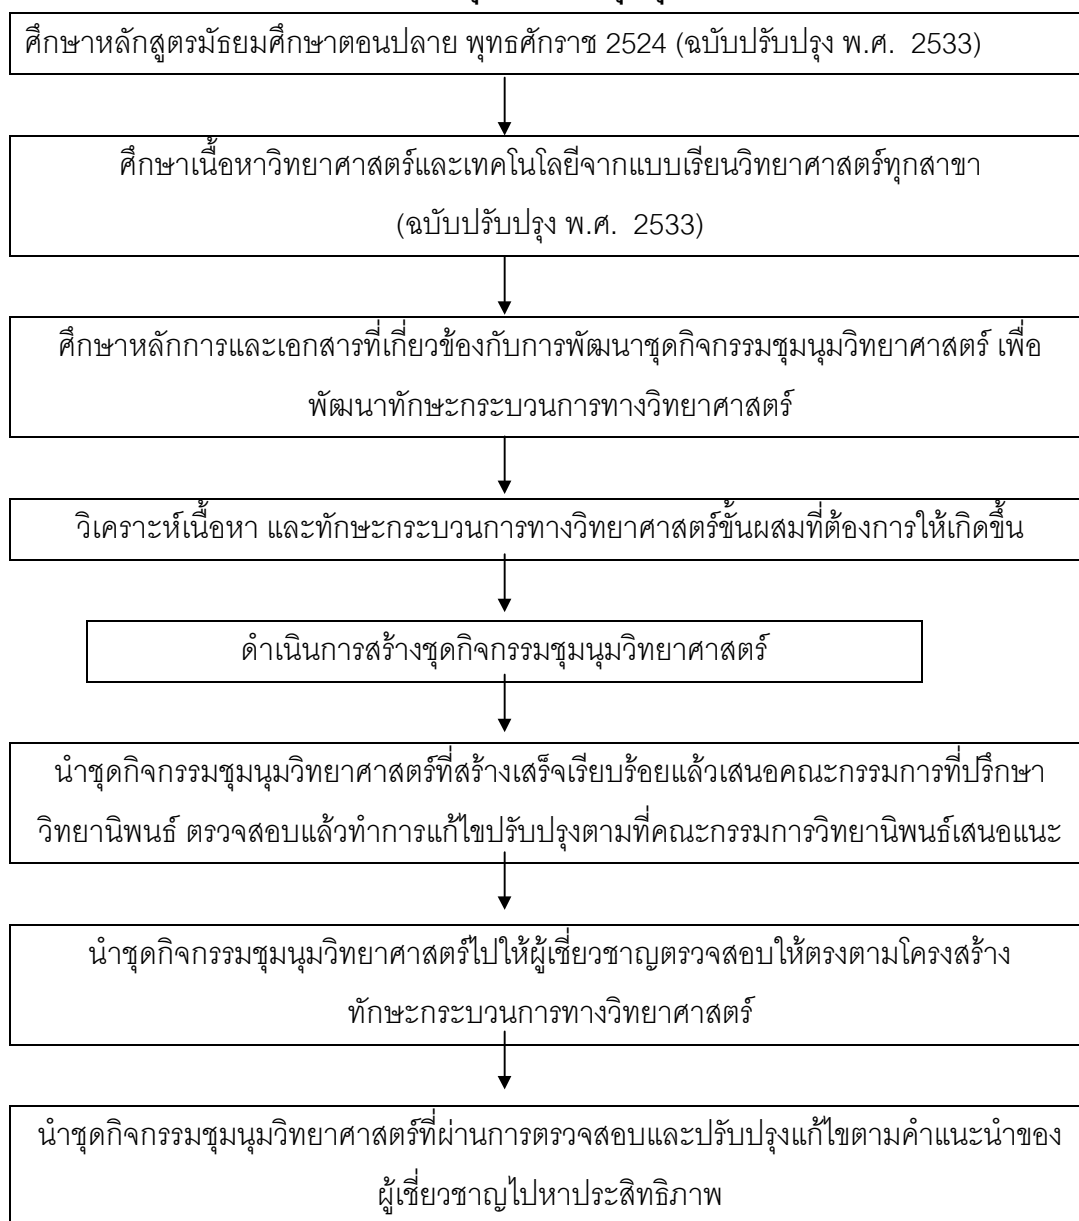 ศึกษาหลักสูตรมัธยมศึกษาตอนปลาย พุทธศักราช 2524 (ฉบับปรับปรุง พ.ศ. 2533)
ศึกษาเนื้อหาวิทยาศาสตร์และเทคโนโลยีจากแบบเรียนวิทยาศาสตร์ทุกสาขา
(ฉบับปรับปรุง พ.ศ. 2533)
ศึกษาหลักการและเอกสารที่เกี่ยวข้องกับการพัฒนาชุดกิจกรรมชุมนุมวิทยาศาสตร์ เพื่อ
พัฒนาทักษะกระบวนการทางวิทยาศาสตร์
วิเคราะห์เนื้อหา และทักษะกระบวนการทางวิทยาศาสตร์ขั้นผสมที่ต้องการให้เกิดขึ้น
ดำเนินการสร้างชุดกิจกรรมชุมนุมวิทยาศาสตร์
นำชุดกิจกรรมชุมนุมวิทยาศาสตร์ที่สร้างเสร็จเรียบร้อยแล้วเสนอคณะกรรมการที่ปรึกษา
วิทยานิพนธ์ ตรวจสอบแล้วทำการแก้ไขปรับปรุงตามที่คณะกรรมการวิทยานิพนธ์เสนอแนะ
นำชุดกิจกรรมชุมนุมวิทยาศาสตร์ไปให้ผู้เชี่ยวชาญตรวจสอบให้ตรงตามโครงสร้าง
ทักษะกระบวนการทางวิทยาศาสตร์
นำชุดกิจกรรมชุมนุมวิทยาศาสตร์ที่ผ่านการตรวจสอบและปรับปรุงแก้ไขตามคำแนะนำของ
ผู้เชี่ยวชาญไปหาประสิทธิภาพ